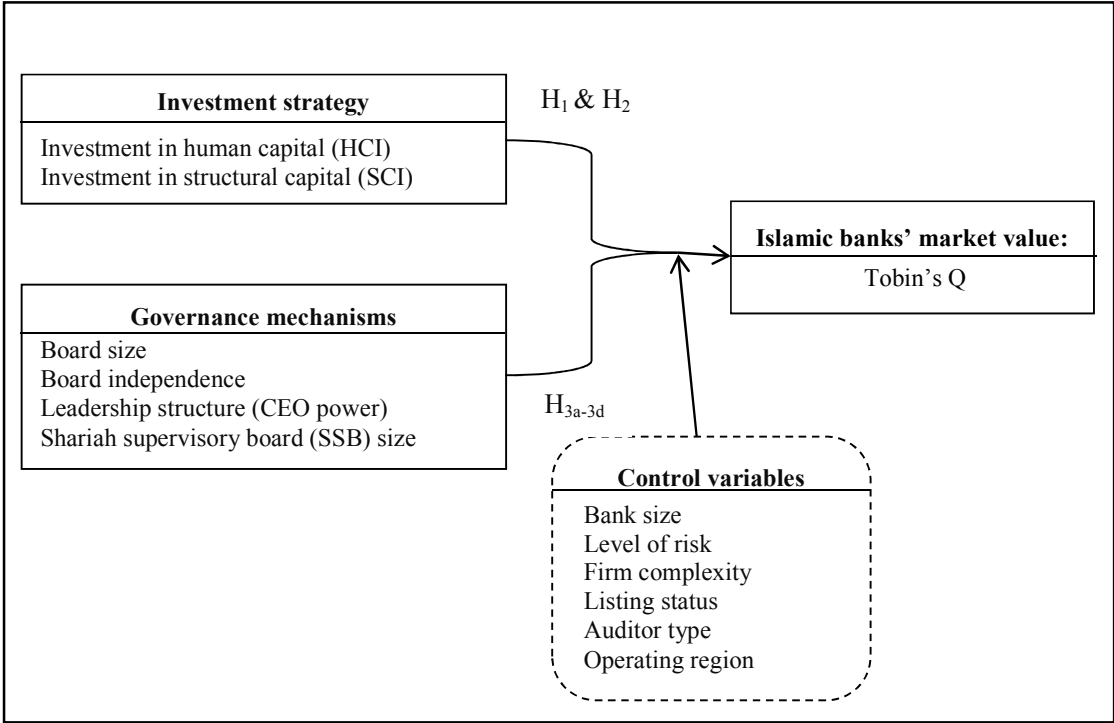 Investment strategy
Investment in human capital (HCI)
Investment in structural capital (SCI)
H1 & H2
Islamic banks’ market value:
Tobin’s Q
Governance mechanisms
Board size
Board independence
Leadership structure (CEO power)
Shariah supervisory board (SSB) size
H3a-3d
Control variables
Bank size
Level of risk
Firm complexity
Listing status
Auditor type
Operating region